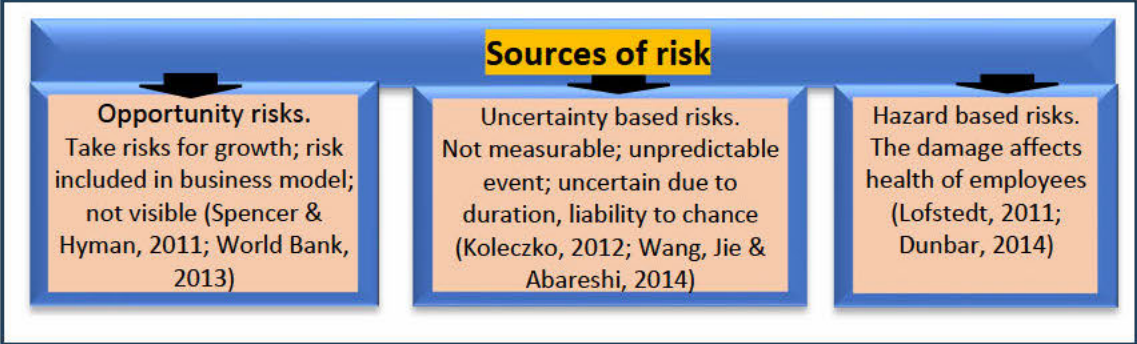 Sources of risk
Opportunity risks.
Take risks for growth; risk
included in business model;
not visible (Spencer &
Hyman, 2011; World Bank,
2013)
Uncertainty based risks.
Not measurable; unpredictable
event; uncertain due to
duration, liability to chance
(Koleczko, 2012; Wang, Jie &
Abareshi, 2014)
Hazard based risks.
The damage affects
health of employees
(Lofstedt, 2011;
Dunbar, 2014)